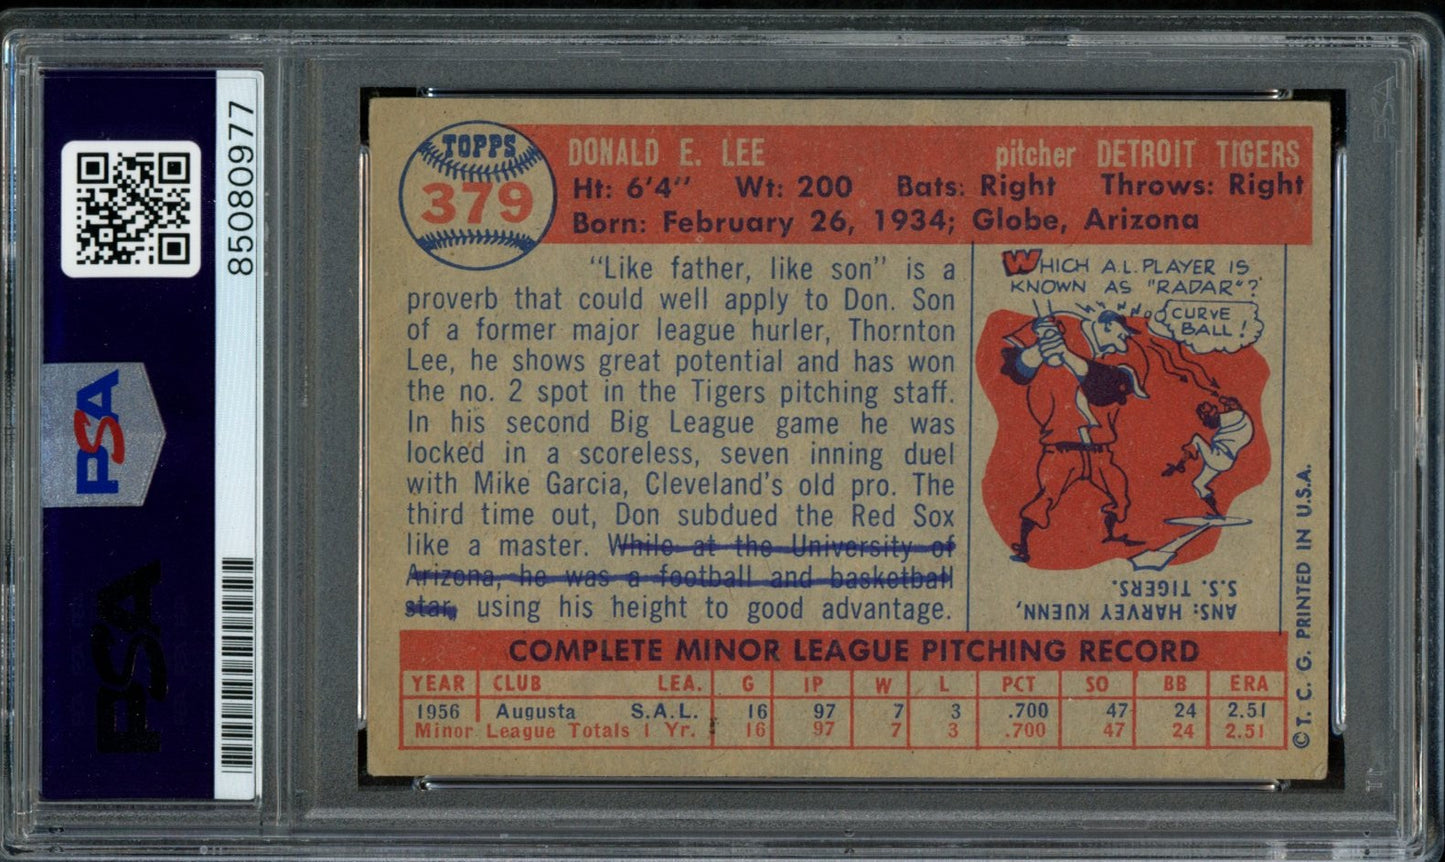 85080977
PSA
PSA
TOPPS
379
DONALD E. LEE pitcher DETROIT TIGERS
Ht: 6'4" Wt: 200 Bats: Right Throws: Right
Born: February 26, 1934; Globe, Arizona
"Like father, like son" is a
proverb that could well apply to Don. Son
of a former major league hurler, Thornton
Lee, he shows great potential and has won
the no. 2 spot in the Tigers pitching staff.
In his second Big League game he was
locked in a scoreless, seven inning duel
with Mike Garcia, Cleveland's old pro. The
third time out, Don subdued the Red Sox
like a master. While at the University of
Arizona, he was a football and basketball
star, using his height to good advantage.
WHICH A.L. PLAYER IS
KNOWN AS "RADAR"?
CURVE
BALL!
ANS: HARVEY KUENN,
S.S. TIGERS.
COMPLETE MINOR LEAGUE PITCHING RECORD
YEAR CLUB LEA. G IP W L PCT SO BB ERA
1956 Augusta S.A.L. 16 97 7 3 .700 47 24 2.51
Minor League Totals 1 Yr. 16 97 7 3 .700 47 24 2.51
© T. C. G. PRINTED IN U.S.A.
PSA